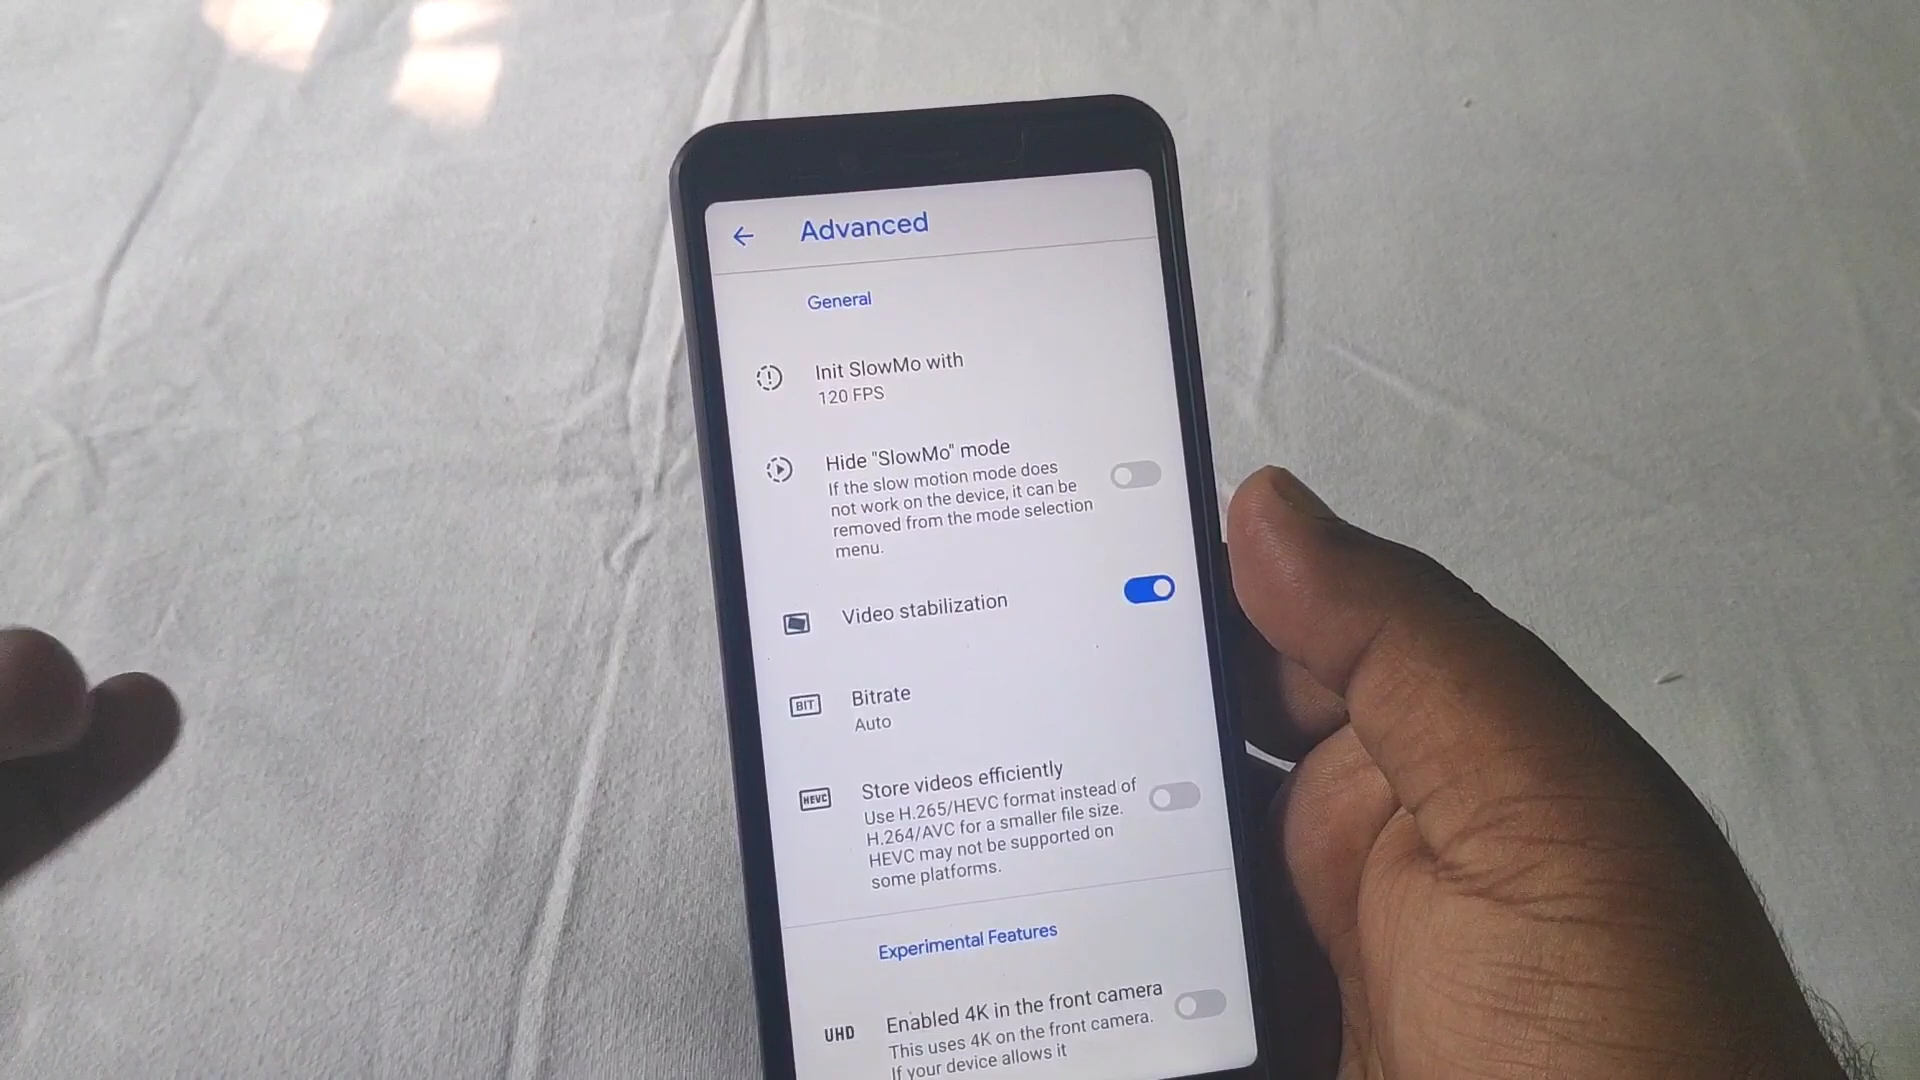 Advanced
General
Init SlowMo with
120 FPS
Hide "SlowMo" mode
If the slow motion mode does
not work on the device, it can be
removed from the mode selection
menu.
Video stabilization
BIT
Bitrate
Auto
HEVC
Store videos efficiently
Use H.265/HEVC format instead of
H.264/AVC for a smaller file size.
HEVC may not be supported on
some platforms.
Experimental Features
UHD
Enabled 4K in the front camera
This uses 4K on the front camera.
If your device allows it